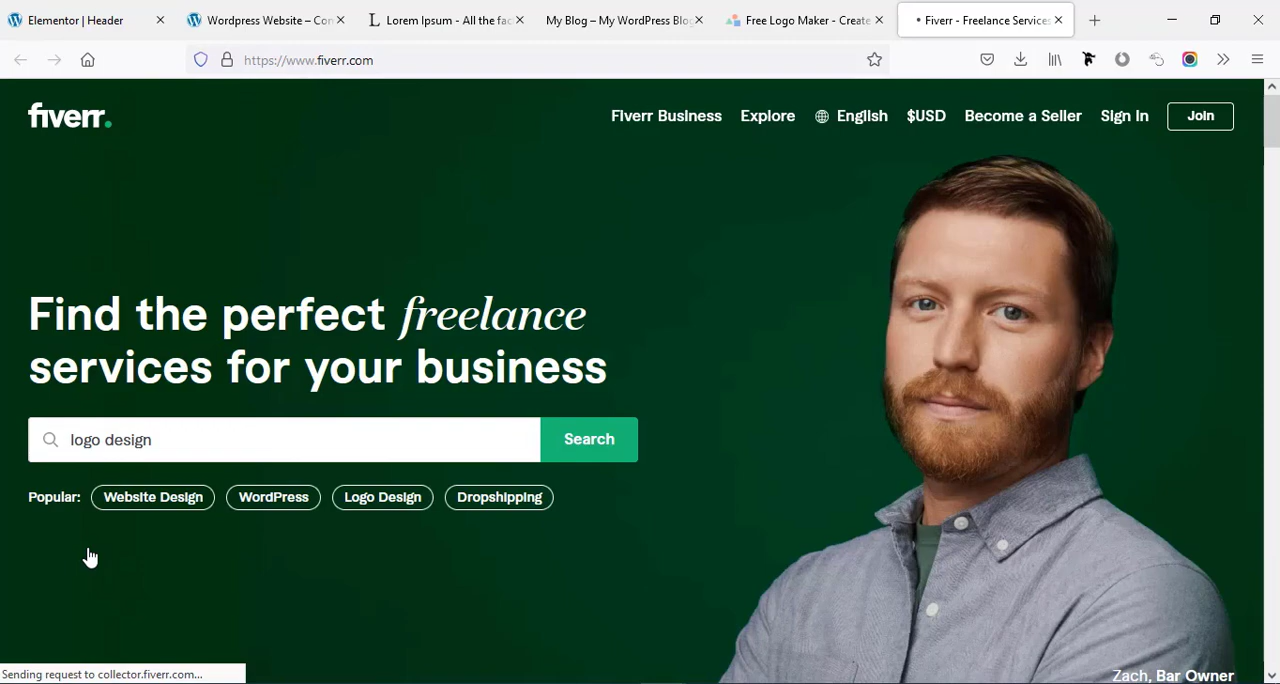 Elementor | Header
Wordpress Website – Con
Lorem Ipsum - All the fac
My Blog – My WordPress Blog
Free Logo Maker - Create
Fiverr - Freelance Services
https://www.fiverr.com
fiverr.
Fiverr Business
Explore
English
$USD
Become a Seller
Sign In
Join
Find the perfect freelance
services for your business
logo design
Search
Popular:
Website Design
WordPress
Logo Design
Dropshipping
Sending request to collector.fiverr.com...
Zach, Bar Owner